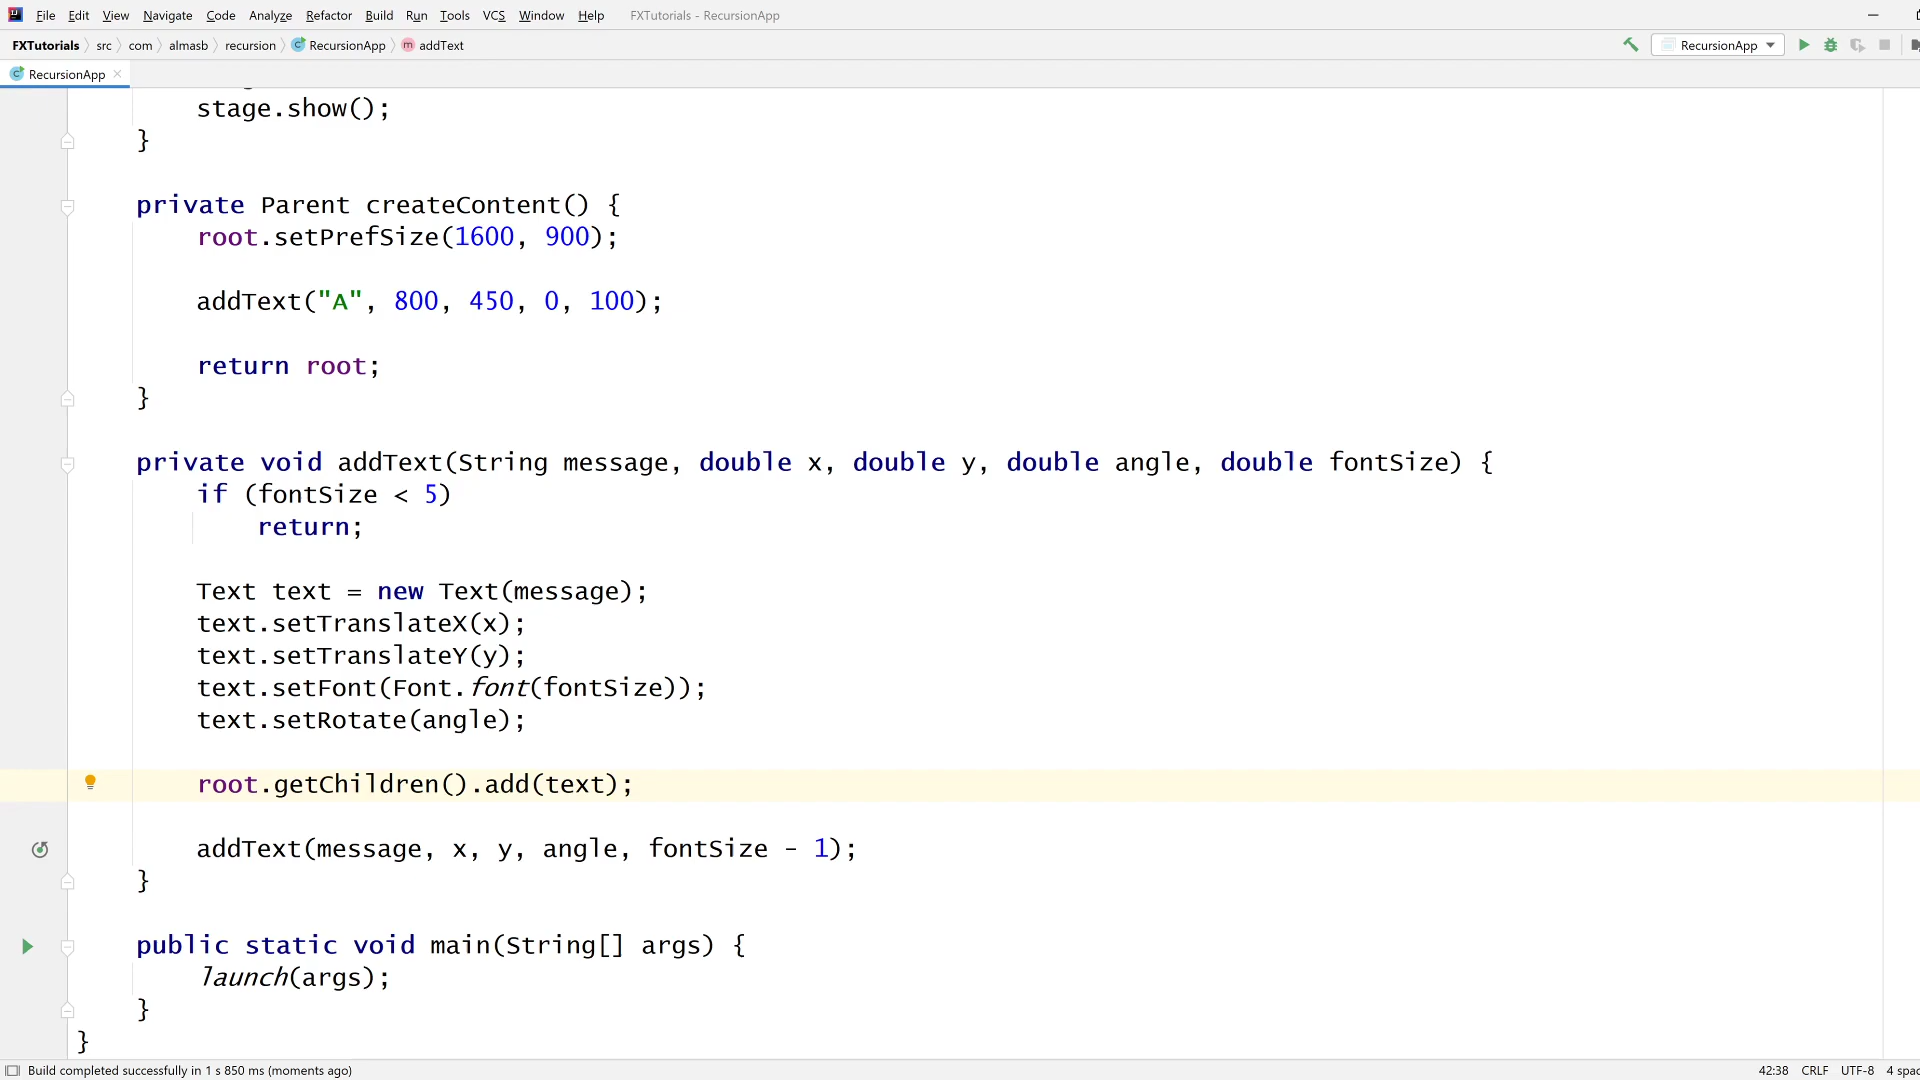 File Edit View Navigate Code Analyze Refactor Build Run Tools VCS Window Help FXTutorials - RecursionApp
FXTutorials src com almasb recursion RecursionApp addText RecursionApp
RecursionApp
stage.show();
}
private Parent createContent() {
root.setPrefSize(1600, 900);
addText("A", 800, 450, 0, 100);
return root;
}
private void addText(String message, double x, double y, double angle, double fontSize) {
if (fontSize < 5)
return;
Text text = new Text(message);
text.setTranslateX(x);
text.setTranslateY(y);
text.setFont(Font.font(fontSize));
text.setRotate(angle);
root.getChildren().add(text);
addText(message, x, y, angle, fontSize - 1);
}
public static void main(String[] args) {
launch(args);
}
}
Build completed successfully in 1 s 850 ms (moments ago) 42:38 CRLF UTF-8 4 spac